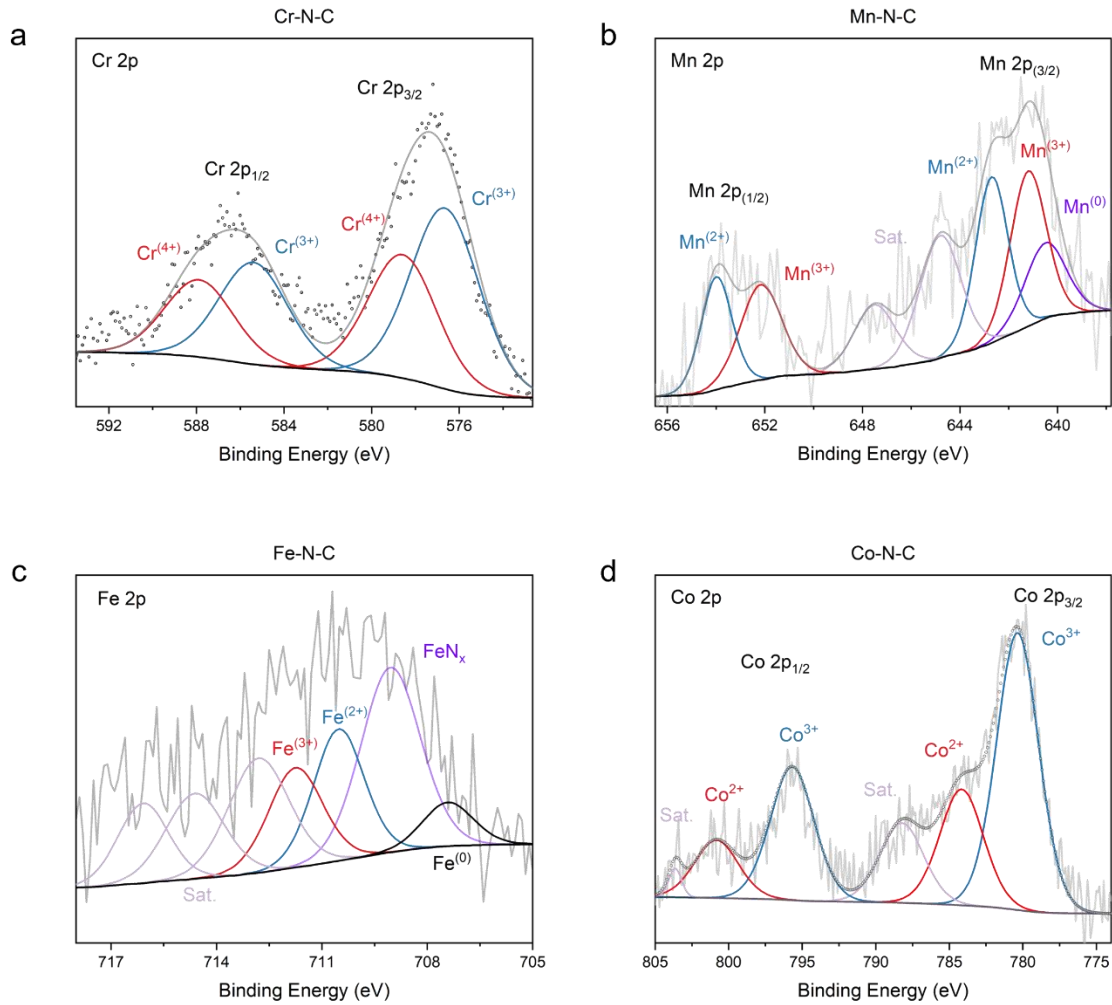 Cr-N-C
a
Cr 2p
Cr 2p3/2
Cr 2p1/2
Cr(3+)
Cr(4+)
Cr(4+)
Cr(3+)
592 588 584 580 576
Binding Energy (eV)
Mn-N-C
b
Mn 2p
Mn 2p(3/2)
Mn(3+)
Mn(2+)
Mn 2p(1/2)
Mn(0)
Mn(2+)
Sat.
Mn(3+)
656 652 648 644 640
Binding Energy (eV)
Fe-N-C
c
Fe 2p
FeNx
Fe(2+)
Fe(3+)
Fe(0)
Sat.
717 714 711 708 705
Binding Energy (eV)
Co-N-C
d
Co 2p
Co 2p3/2
Co3+
Co 2p1/2
Co3+
Co2+
Sat.
Co2+
Sat.
805 800 795 790 785 780 775
Binding Energy (eV)